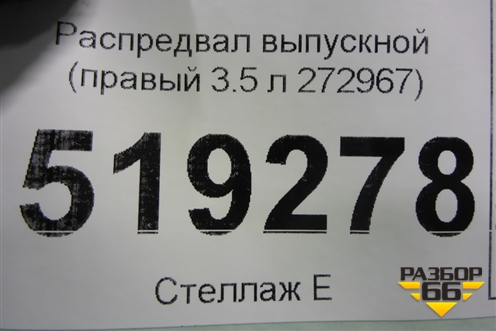 Распредвал выпускной
(правый 3.5 л 272967)
519278
Стеллаж Е
РАЗБОР
66